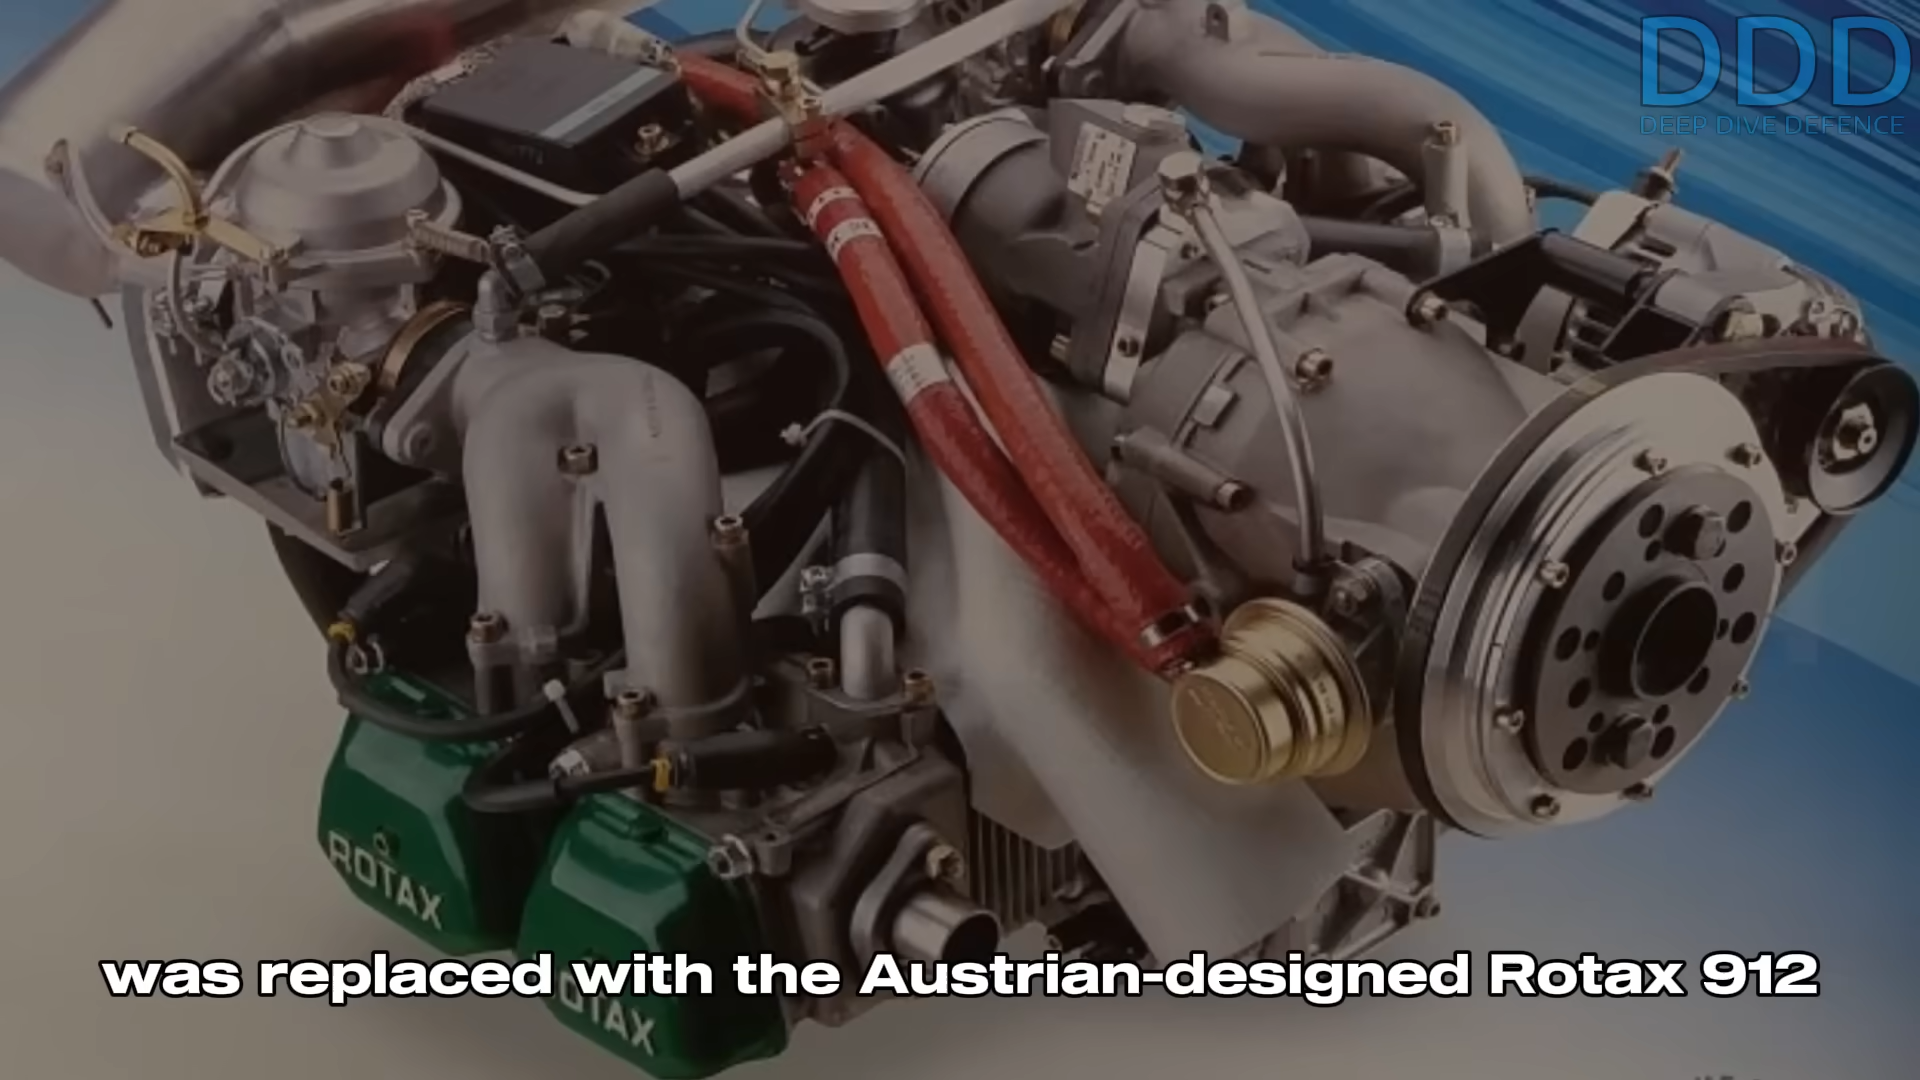 DDD
DEEP DIVE DEFENCE
ROTAX
ROTAX
was replaced with the Austrian-designed Rotax 912